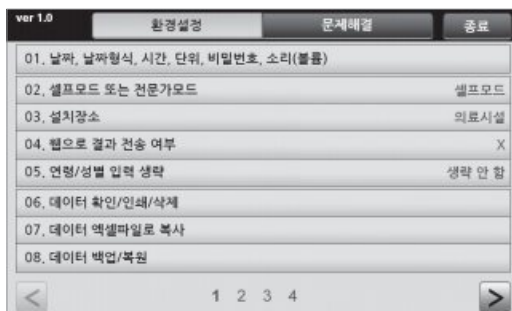 ver 1.0 환경설정 문제해결 종료
01. 날짜, 날짜형식, 시간, 단위, 비밀번호, 소리(볼륨)
02. 셀프모드 또는 전문가모드 셀프모드
03. 설치장소 의료시설
04. 웹으로 결과 전송 여부 X
05. 연령/성별 입력 생략 생략 안 함
06. 데이터 확인/인쇄/삭제
07. 데이터 엑셀파일로 복사
08. 데이터 백업/복원
< 1 2 3 4 >